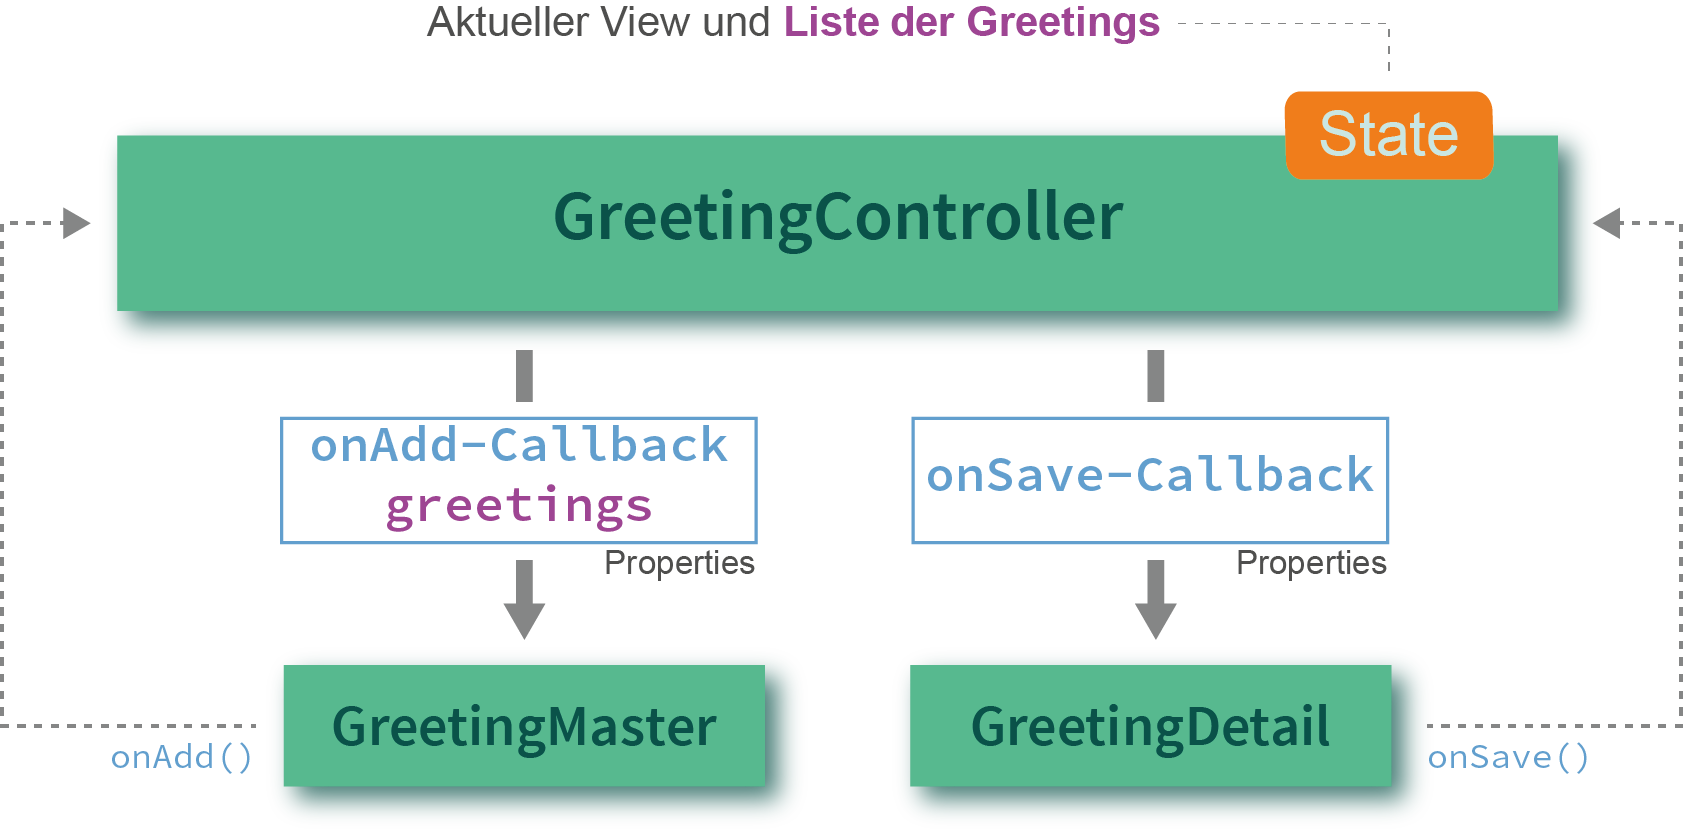 Aktueller View und Liste der Greetings
State
GreetingController
onAdd-Callback
greetings
Properties
onSave-Callback
Properties
GreetingMaster
GreetingDetail
onAdd()
onSave()